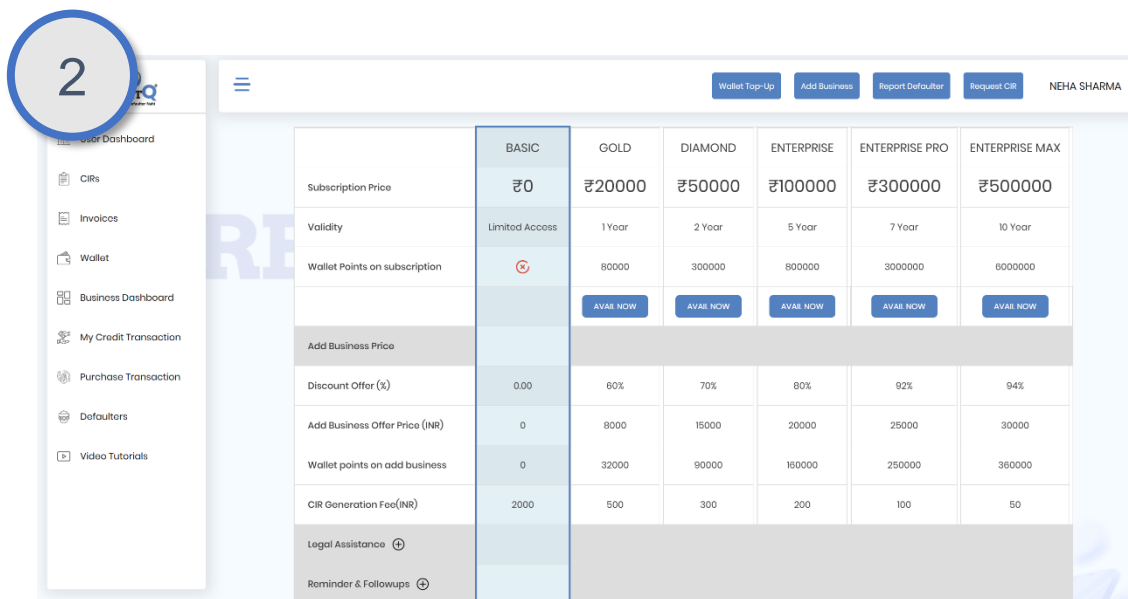 2
Wallet Top-Up Add Business Report Defaulter Request CIR NEHA SHARMA
User Dashboard
CIRs
Invoices
Wallet
Business Dashboard
My Credit Transaction
Purchase Transaction
Defaulters
Video Tutorials
BASIC GOLD DIAMOND ENTERPRISE ENTERPRISE PRO ENTERPRISE MAX
Subscription Price ₹0 ₹20000 ₹50000 ₹100000 ₹300000 ₹500000
Validity Limited Access 1 Year 2 Year 5 Year 7 Year 10 Year
Wallet Points on subscription 80000 300000 800000 3000000 6000000
AVAIL NOW AVAIL NOW AVAIL NOW AVAIL NOW AVAIL NOW
Add Business Price
Discount Offer (%) 0.00 60% 70% 80% 92% 94%
Add Business Offer Price (INR) 0 8000 15000 20000 25000 30000
Wallet points on add business 0 32000 90000 160000 250000 360000
CIR Generation Fee(INR) 2000 500 300 200 100 50
Legal Assistance
Reminder & Followups